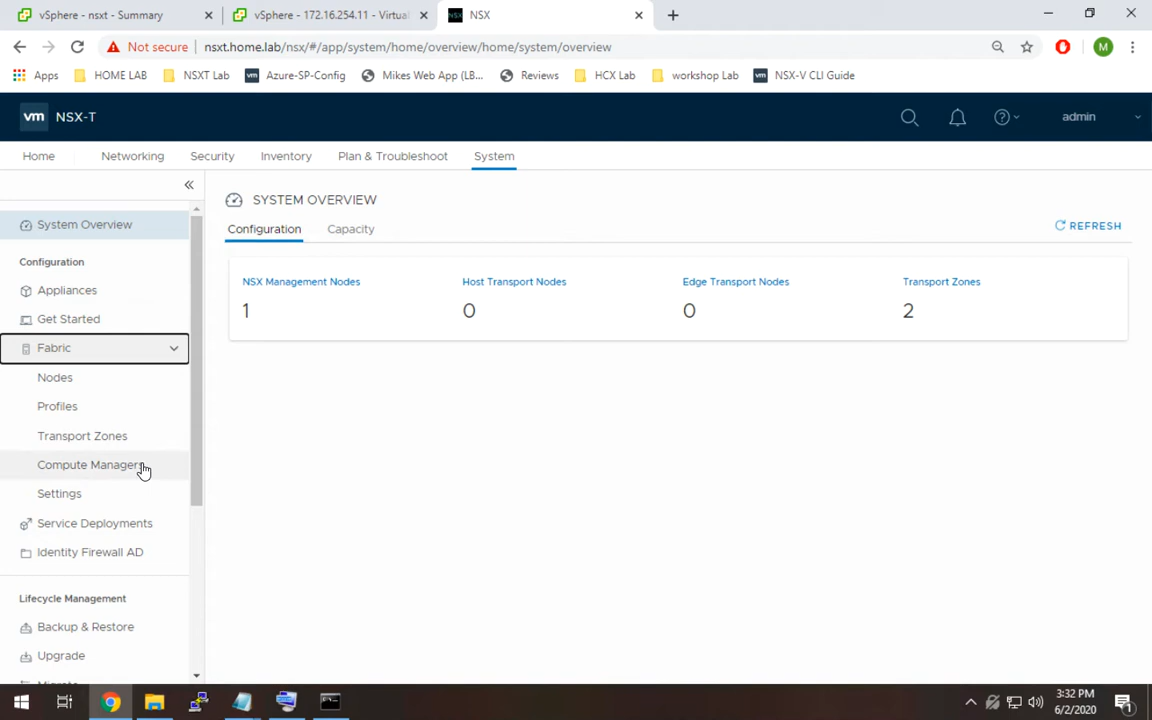 vSphere - nsxt - Summary
vSphere - 172.16.254.11 - Virtual
NSX
Not secure
nsxt.home.lab/nsx/#/app/system/home/overview/home/system/overview
M
Apps
HOME LAB
NSXT Lab
vm Azure-SP-Config
Mikes Web App (LB...
Reviews
HCX Lab
workshop Lab
vm NSX-V CLI Guide
vm NSX-T
admin
Home
Networking
Security
Inventory
Plan & Troubleshoot
System
System Overview
Configuration
Appliances
Get Started
Fabric
Nodes
Profiles
Transport Zones
Compute Managers
Settings
Service Deployments
Identity Firewall AD
Lifecycle Management
Backup & Restore
Upgrade
Migrate
SYSTEM OVERVIEW
Configuration
Capacity
REFRESH
NSX Management Nodes
1
Host Transport Nodes
0
Edge Transport Nodes
0
Transport Zones
2
3:32 PM
6/2/2020
1